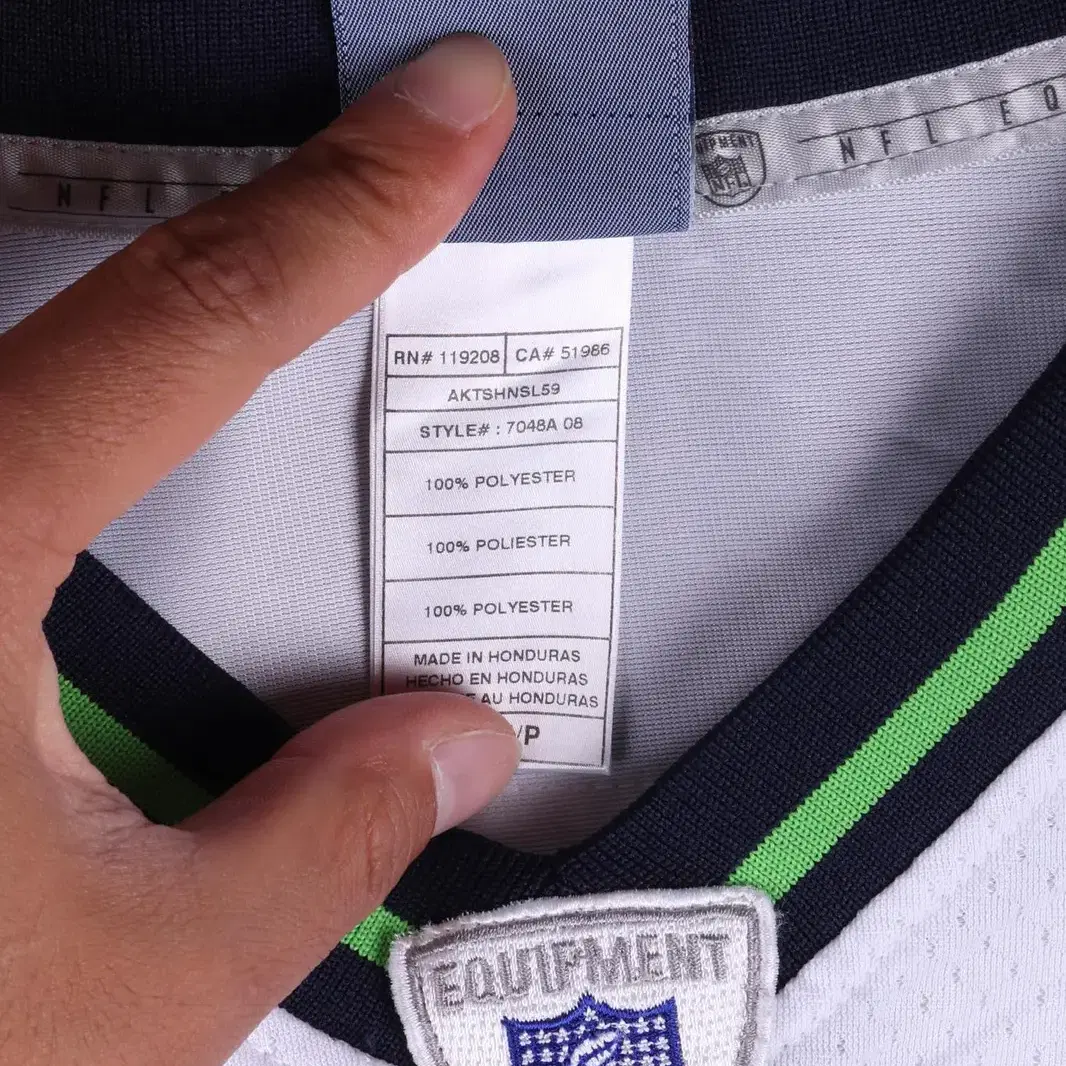 NFL
EQUIPMENT
NFL
NFL EQ
RN# 119208 CA# 51986
AKTSHNSL59
STYLE# : 7048A 08
100% POLYESTER
100% POLIESTER
100% POLYESTER
MADE IN HONDURAS
HECHO EN HONDURAS
AU HONDURAS
/P
EQUIPMENT